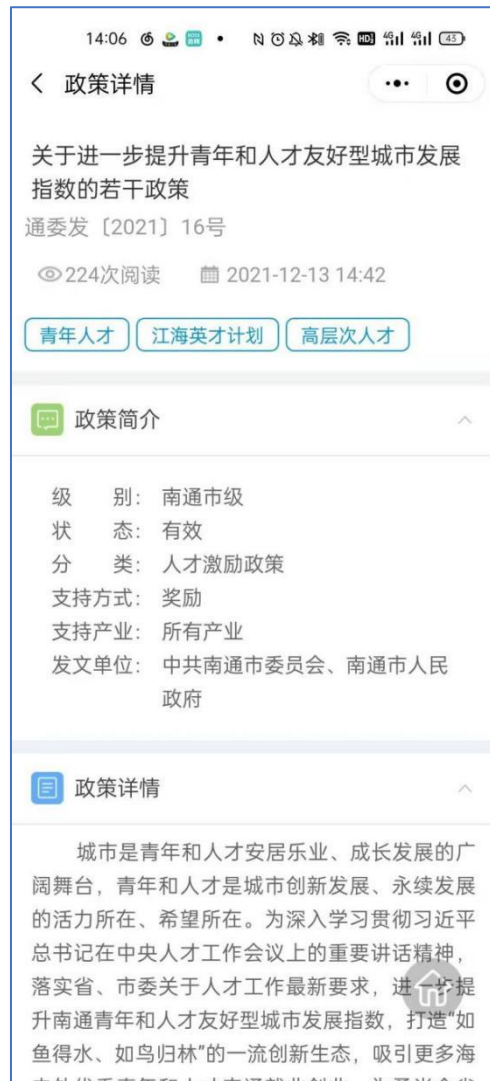 14:06
HD 4G 4G 43
政策详情
关于进一步提升青年和人才友好型城市发展
指数的若干政策
通委发〔2021〕16号
224次阅读 2021-12-13 14:42
青年人才 江海英才计划 高层次人才
政策简介
级 别: 南通市级
状 态: 有效
分 类: 人才激励政策
支持方式: 奖励
支持产业: 所有产业
发文单位: 中共南通市委员会、南通市人民
政府
政策详情
城市是青年和人才安居乐业、成长发展的广
阔舞台，青年和人才是城市创新发展、永续发展
的活力所在、希望所在。为深入学习贯彻习近平
总书记在中央人才工作会议上的重要讲话精神，
落实省、市委关于人才工作最新要求，进一步提
升南通青年和人才友好型城市发展指数，打造“如
鱼得水、如鸟归林”的一流创新生态，吸引更多海